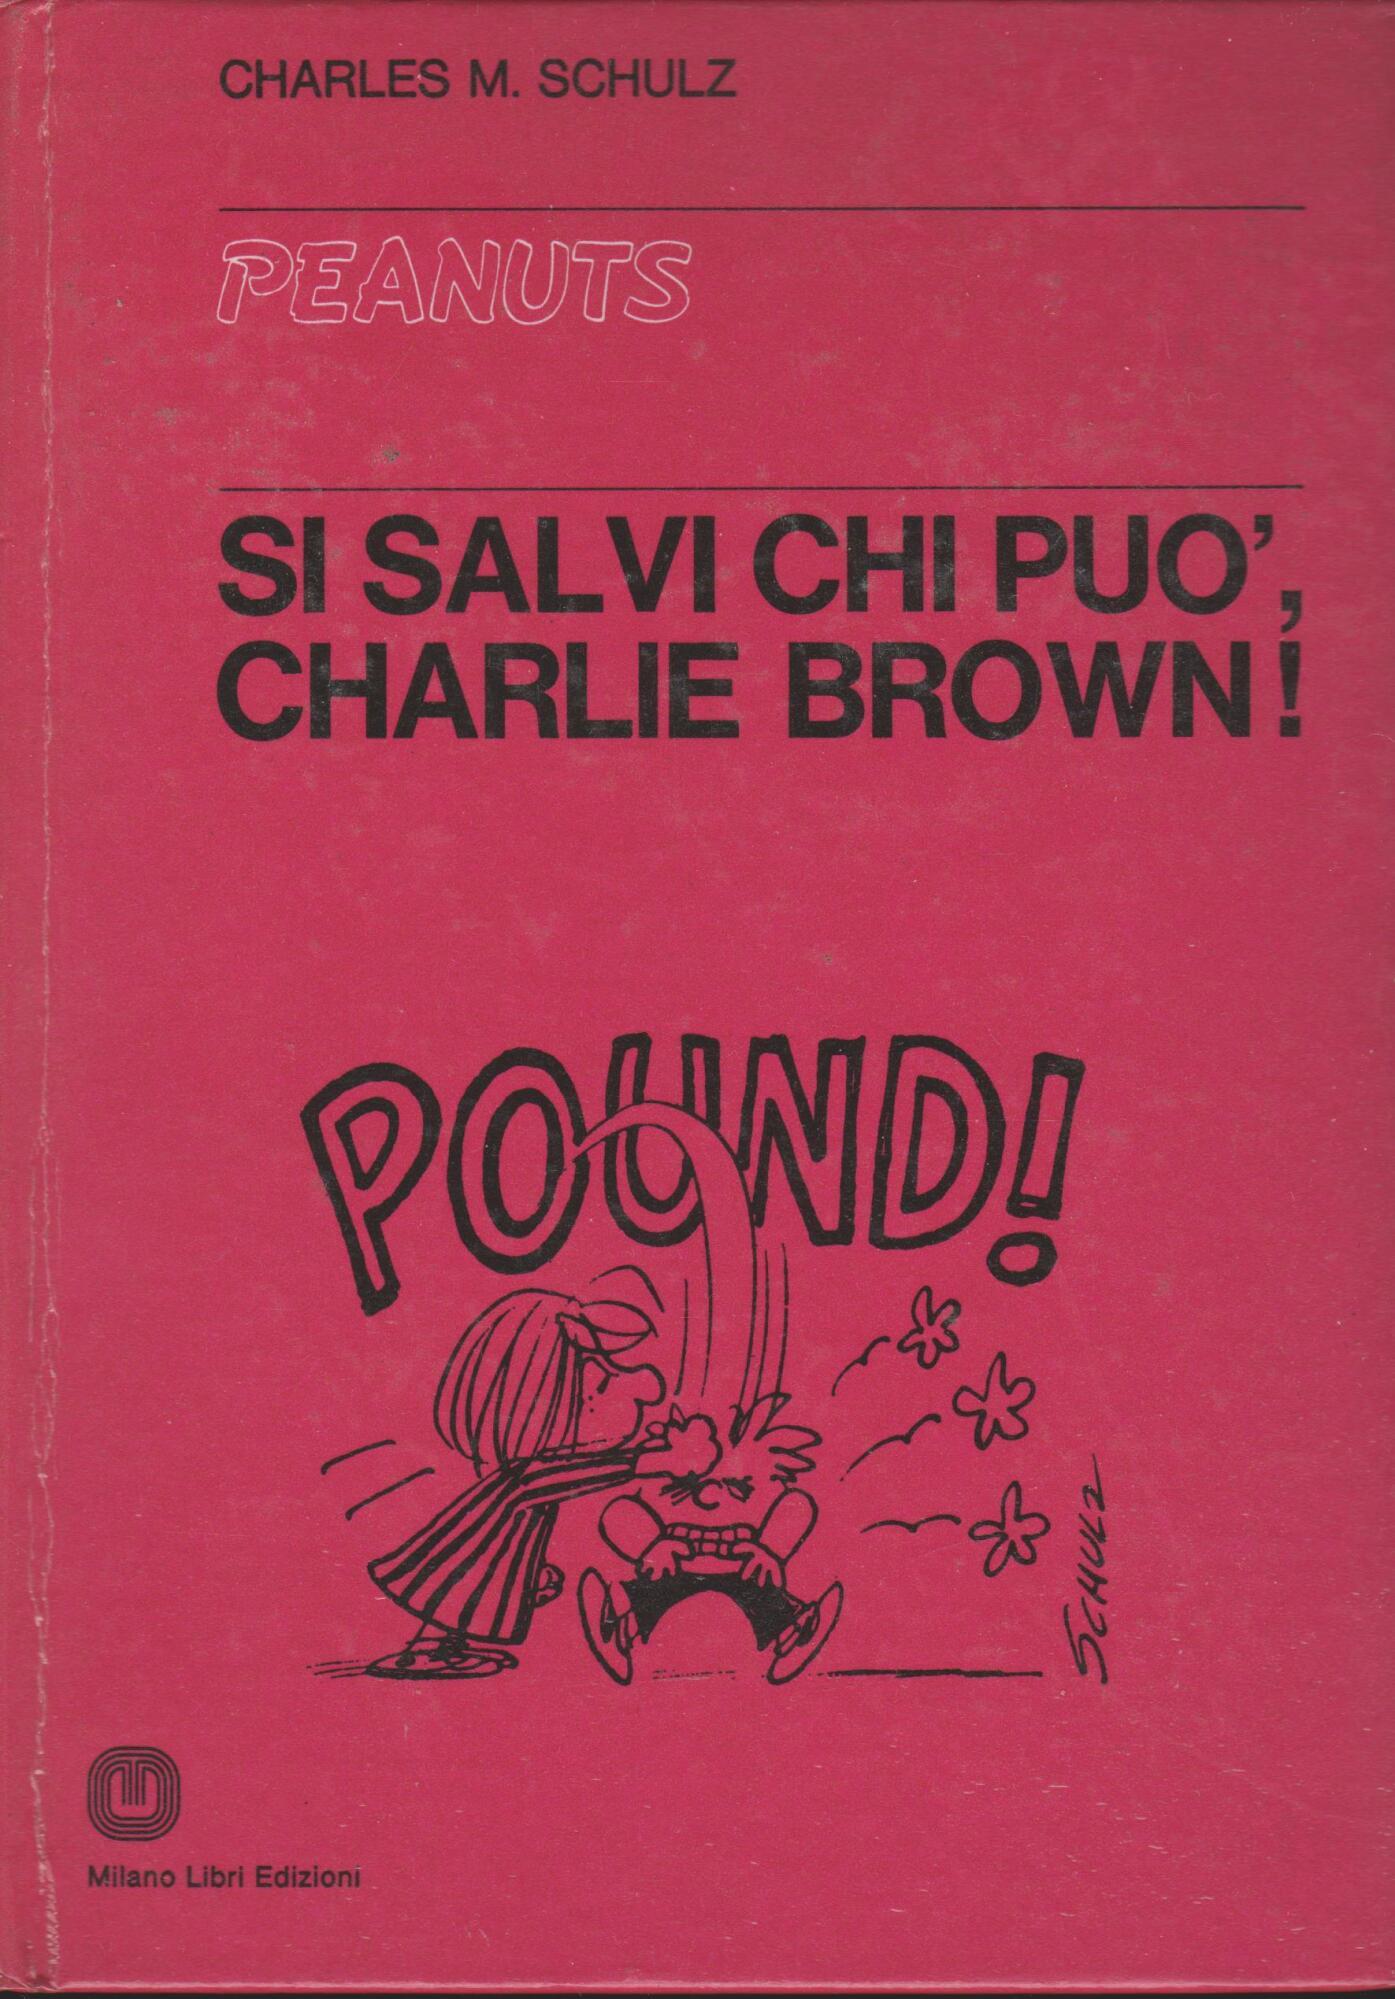 CHARLES M. SCHULZ
PEANUTS
SI SALVI CHI PUO',
CHARLIE BROWN!
POUND!
SCHULZ
Milano Libri Edizioni